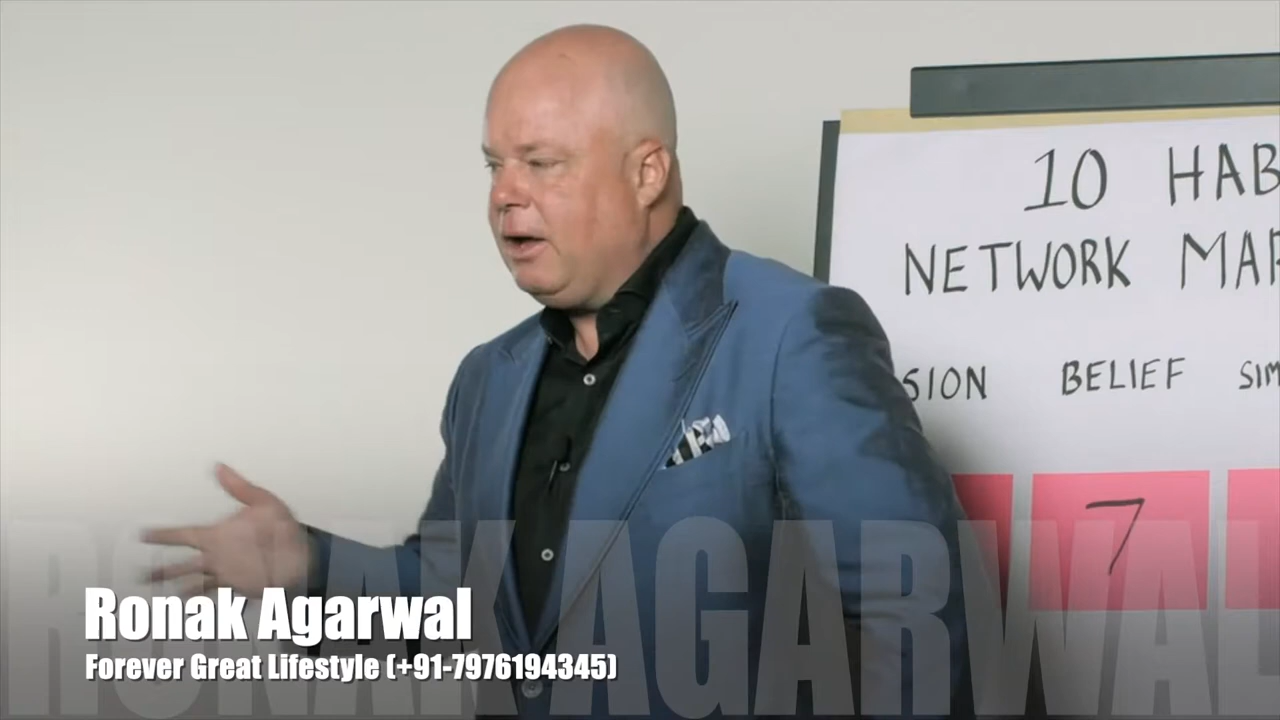 10 HAB
NETWORK MAR
SION BELIEF SIM
7
RONAK AGARWAL
Ronak Agarwal
Forever Great Lifestyle (+91-7976194345)